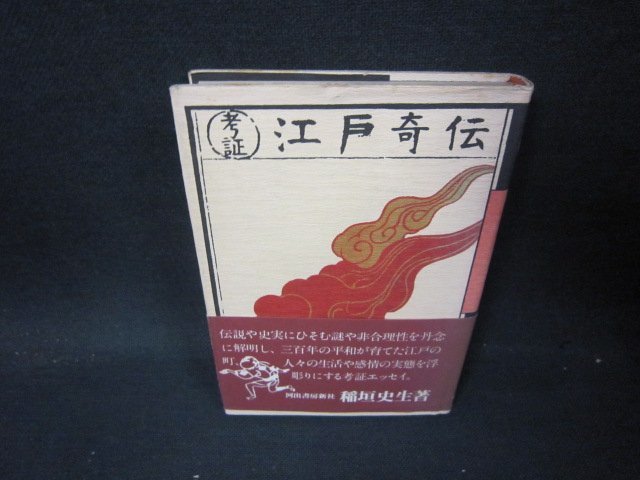 考証
江戸奇伝
伝説や史実にひそむ謎や非合理性を丹念
に解明し、三百年の平和が育てた江戸の
町、人々の生活や感情の実態を浮
彫りにする考証エッセイ。
河出書房新社 稲垣史生著